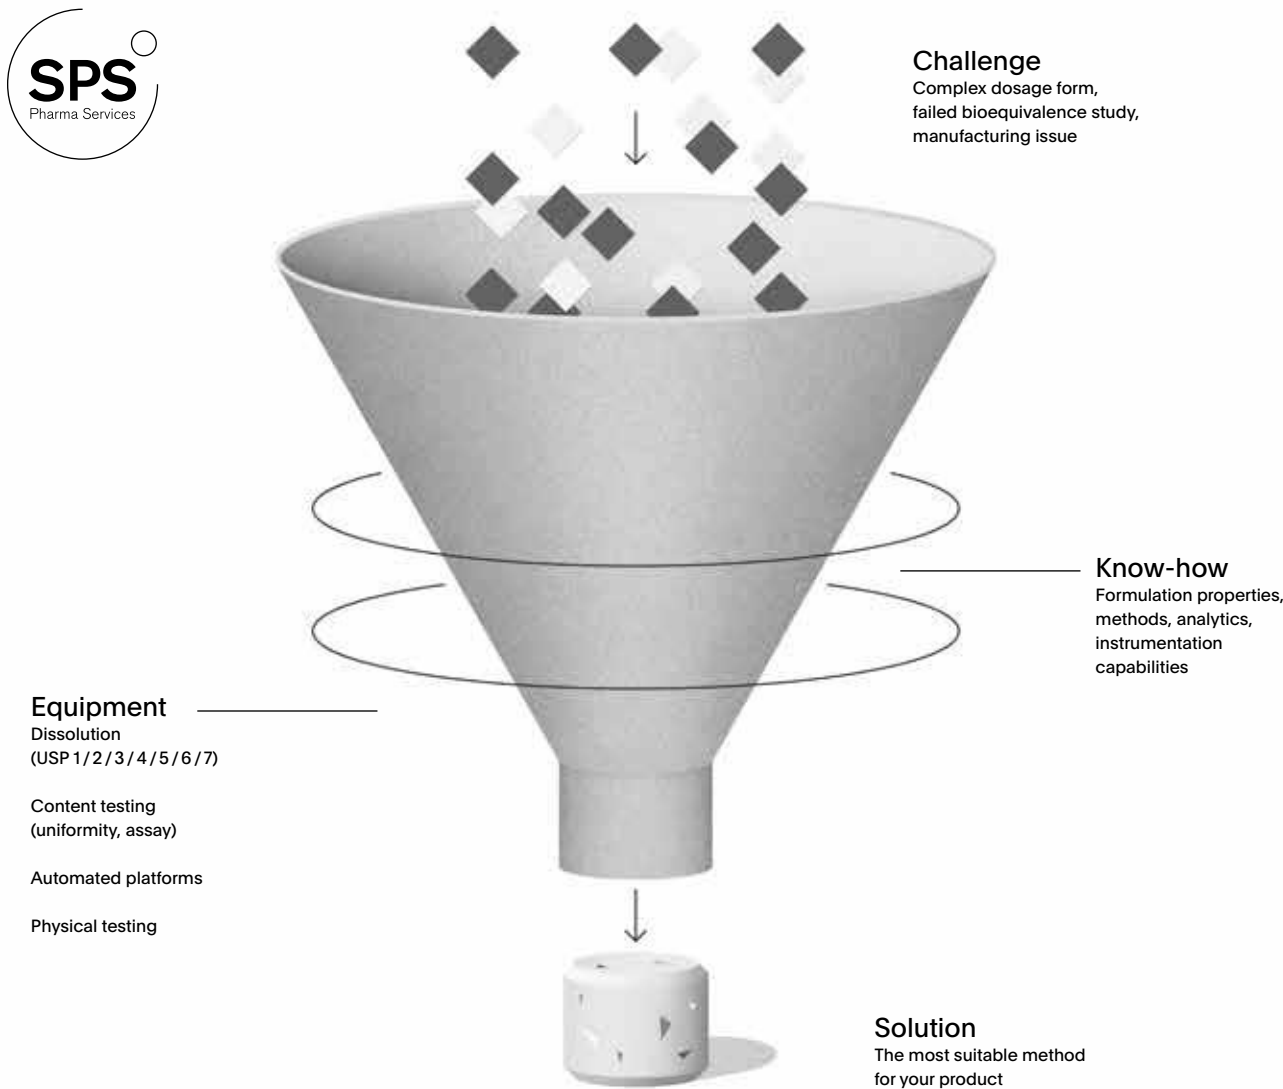 SPS
Pharma Services
Challenge
Complex dosage form,
failed bioequivalence study,
manufacturing issue
Know-how
Formulation properties,
methods, analytics,
instrumentation
capabilities
Equipment
Dissolution
(USP 1/2/3/4/5/6/7)
Content testing
(uniformity, assay)
Automated platforms
Physical testing
Solution
The most suitable method
for your product